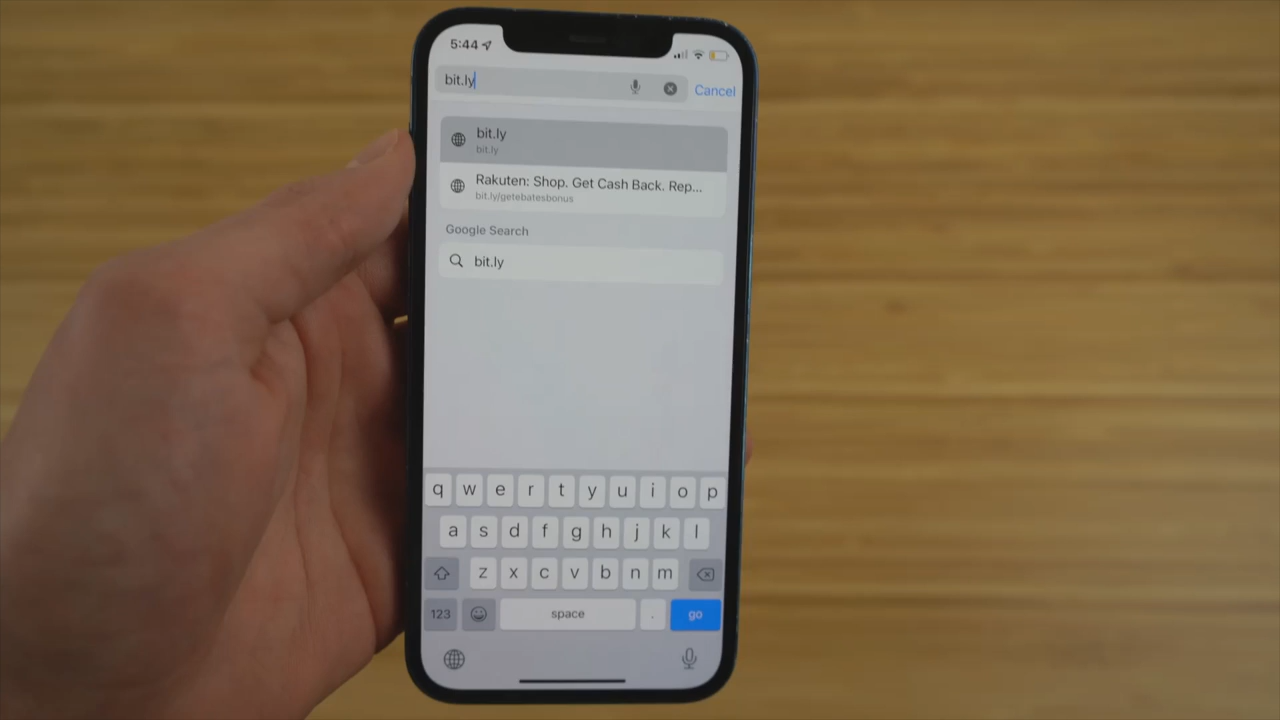 5:44
bit.ly
Cancel
bit.ly
bit.ly
Rakuten: Shop. Get Cash Back. Rep...
bit.ly/getebatesbonus
Google Search
bit.ly
q w e r t y u i o p
a s d f g h j k l
z x c v b n m
123 space . go